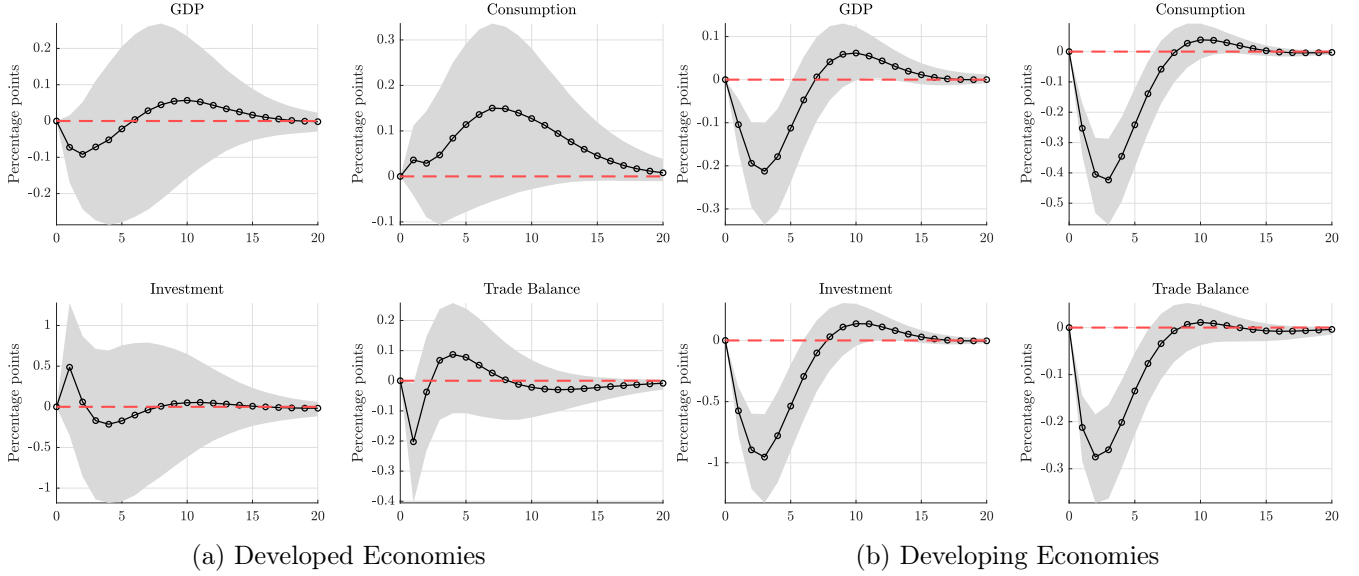 GDP
Percentage points
0.2
0.1
0
-0.1
-0.2
0 5 10 15 20
Consumption
Percentage points
0.3
0.2
0.1
0
-0.1
0 5 10 15 20
GDP
Percentage points
0.1
0
-0.1
-0.2
-0.3
0 5 10 15 20
Consumption
Percentage points
0
-0.1
-0.2
-0.3
-0.4
-0.5
0 5 10 15 20
Investment
Percentage points
1
0.5
0
-0.5
-1
0 5 10 15 20
Trade Balance
Percentage points
0.2
0.1
0
-0.1
-0.2
-0.3
-0.4
0 5 10 15 20
Investment
Percentage points
0
-0.5
-1
0 5 10 15 20
Trade Balance
Percentage points
0
-0.1
-0.2
-0.3
0 5 10 15 20
(a) Developed Economies
(b) Developing Economies